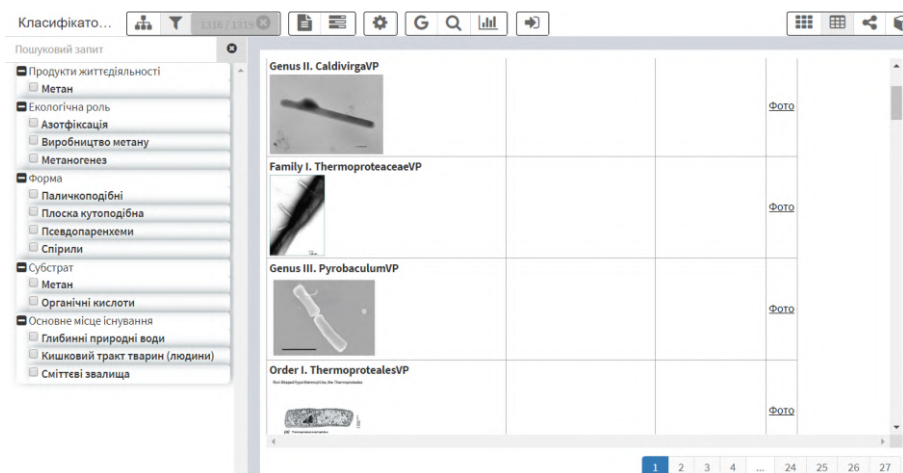 Класифікато...
1316 / 1319
Пошуковий запит
Продукти життєдіяльності
Метан
Екологічна роль
Азотфіксація
Виробництво метану
Метаногенез
Форма
Паличкоподібні
Плоска кутоподібна
Псевдопаренхеми
Спірили
Субстрат
Метан
Органічні кислоти
Основне місце існування
Глибинні природні води
Кишковий тракт тварин (людини)
Сміттєві звалища
Genus II. CaldivirgaVP
Фото
Family I. ThermoproteaceaeVP
Фото
Genus III. PyrobaculumVP
Фото
Order I. ThermoprotealesVP
Фото
1 2 3 4 ... 24 25 26 27